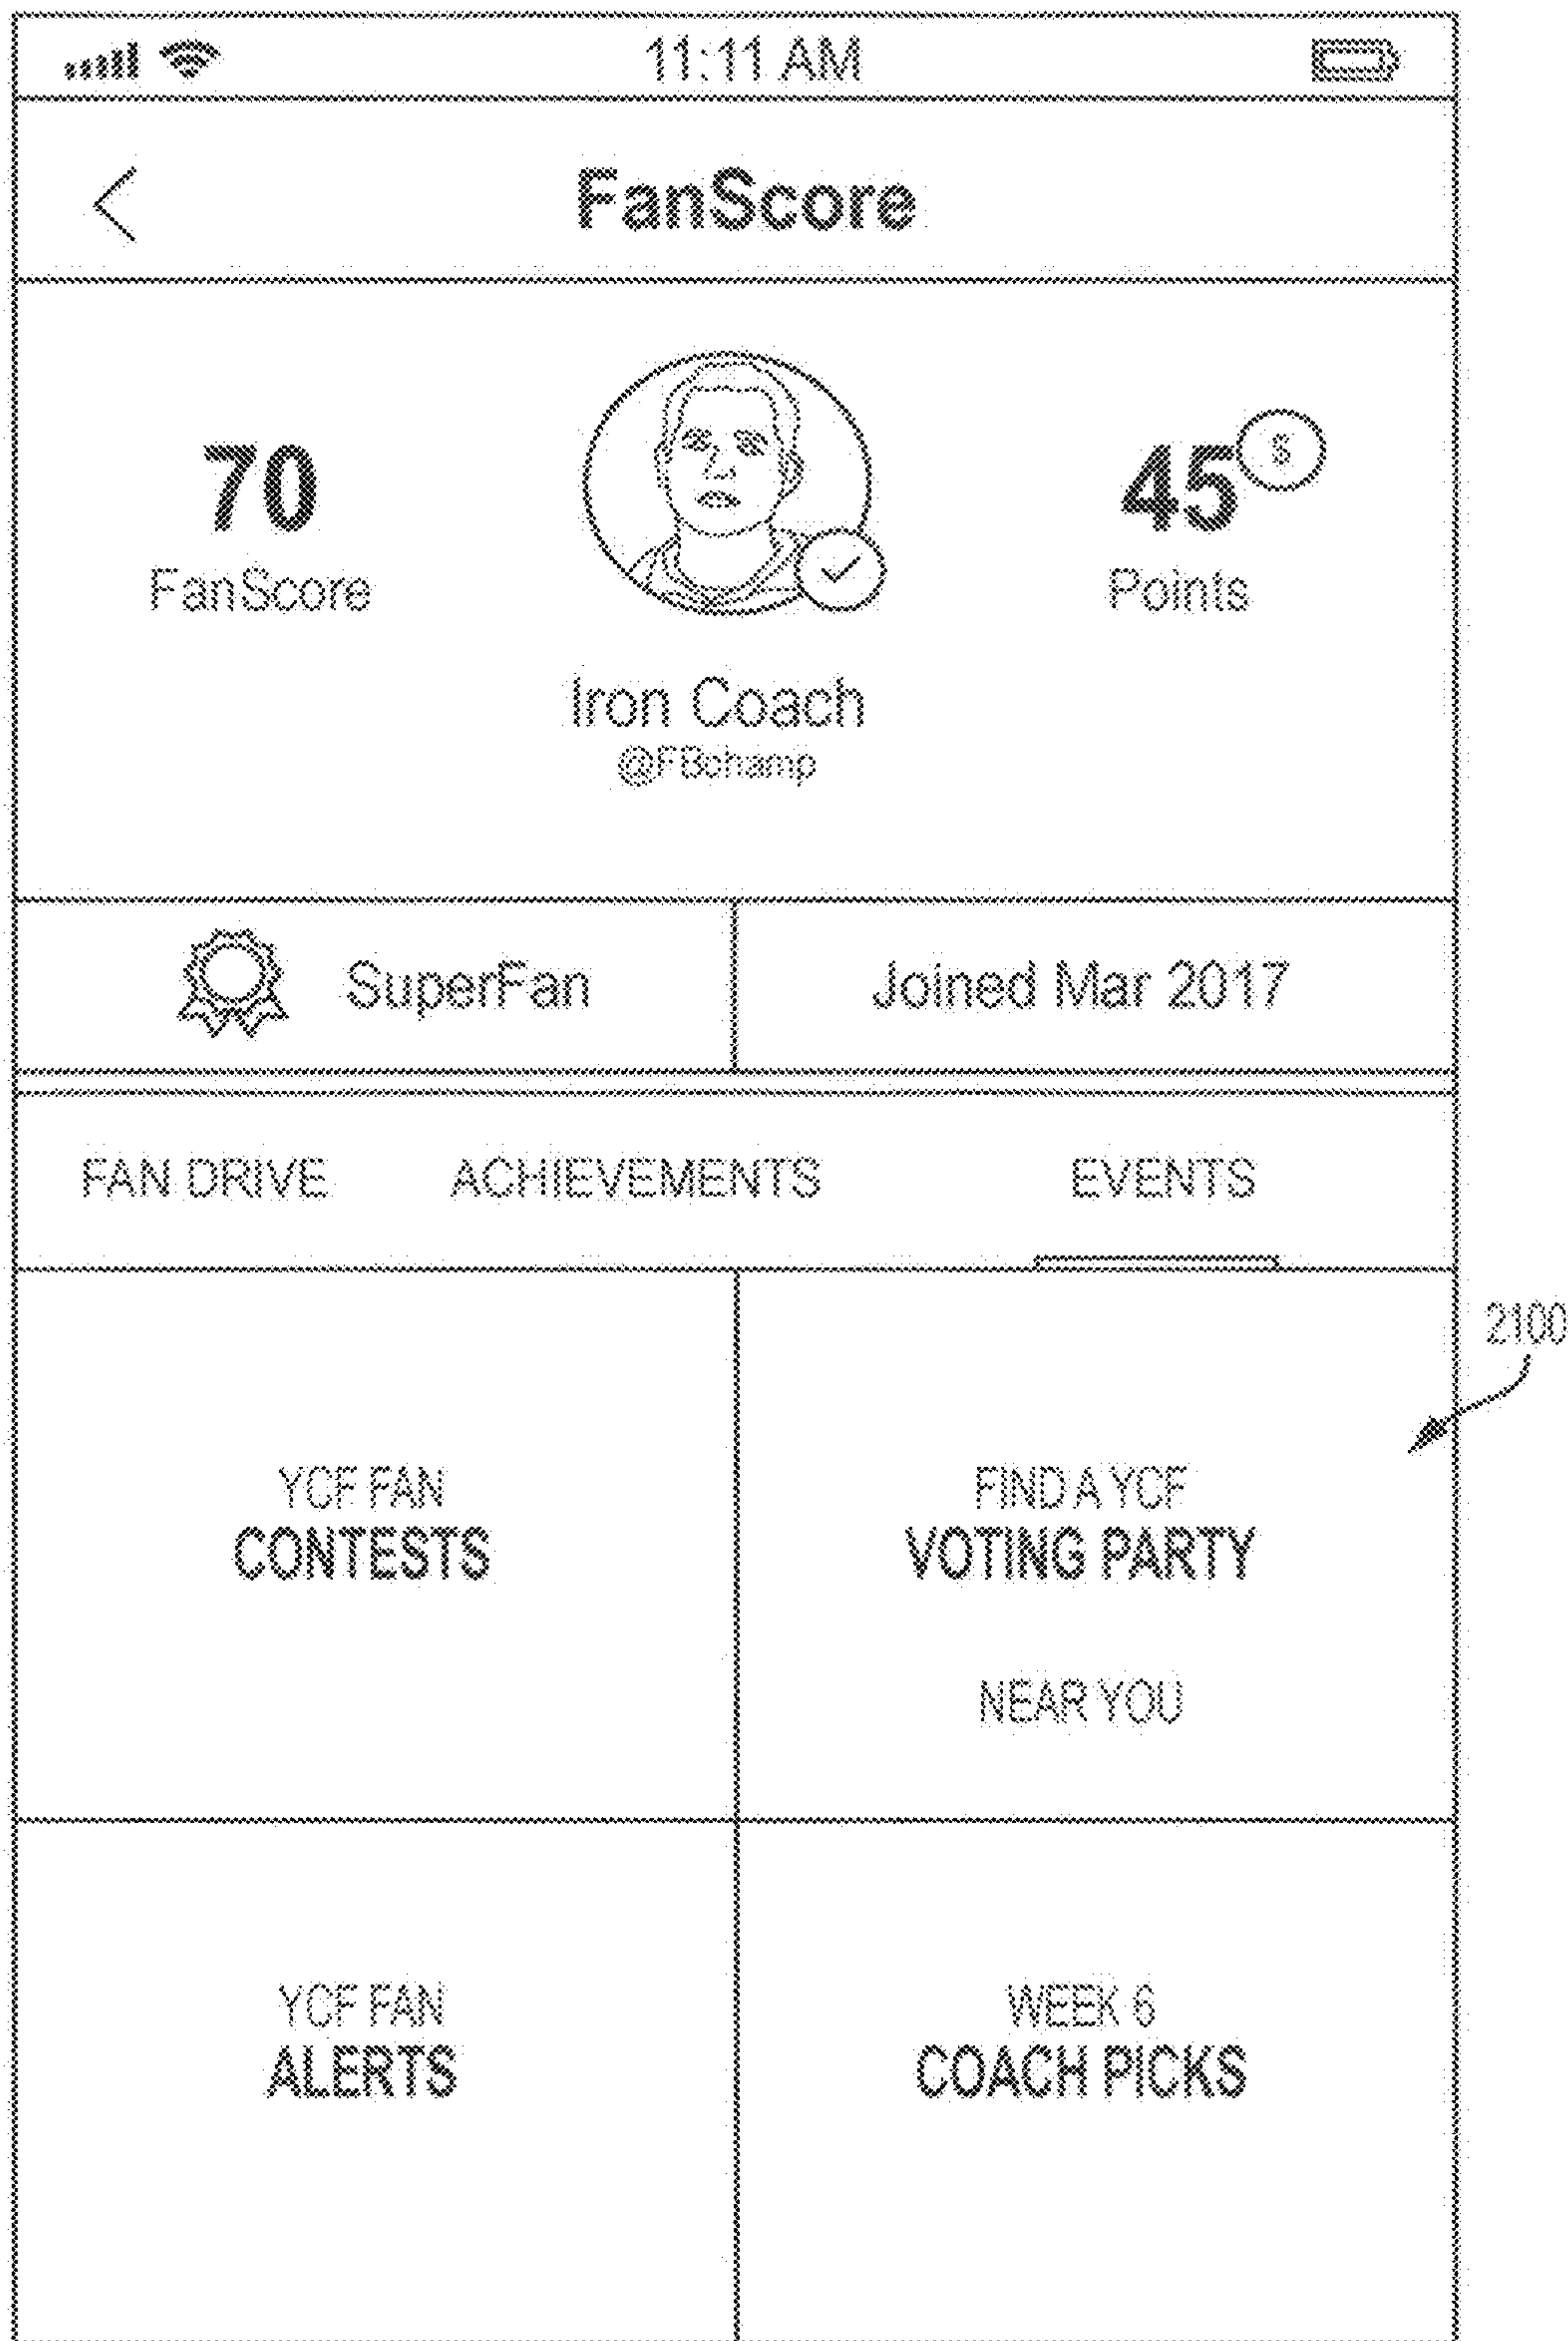 11:11 AM
FanScore
70
45
$
FanScore
Points
Iron Coach
@FBchamp
SuperFan
Joined Mar 2017
FAN DRIVE
ACHIEVEMENTS
EVENTS
2100
YCF FAN
CONTESTS
FIND A YCF
VOTING PARTY
NEAR YOU
YCF FAN
ALERTS
WEEK 6
COACH PICKS